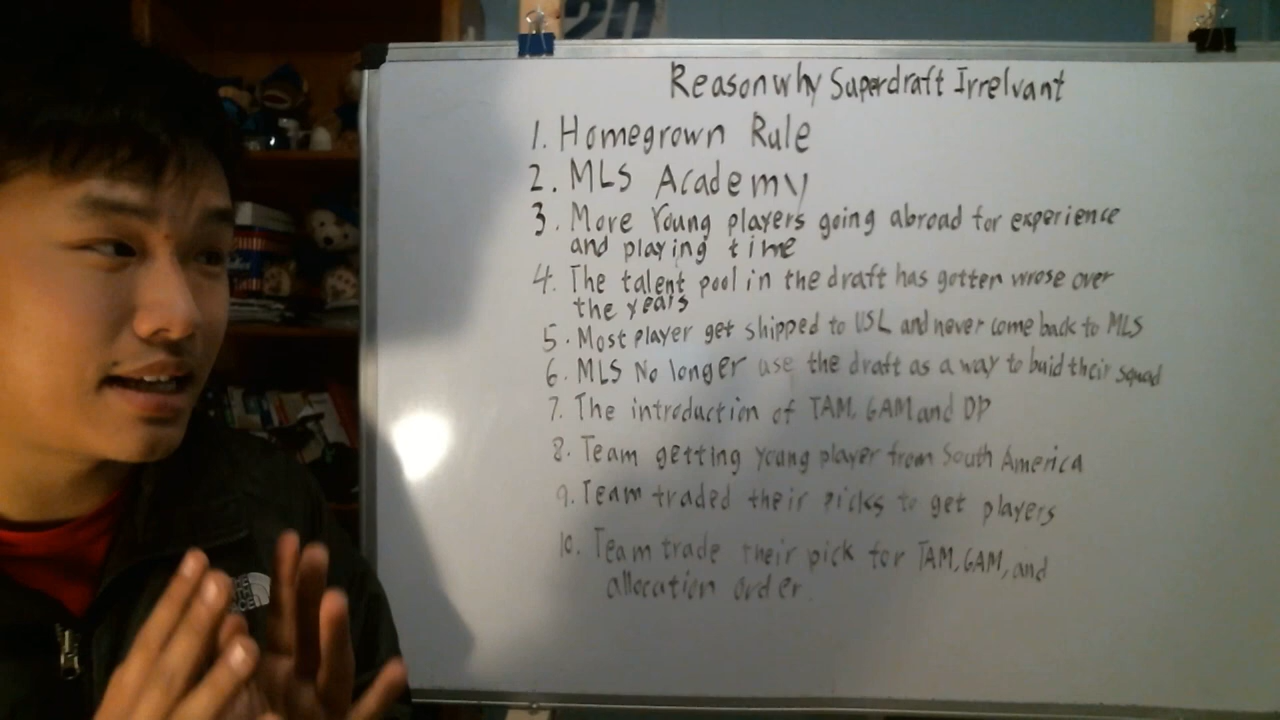 20
Reason why Superdraft Irrelvant
1. Homegrown Rule
2. MLS Academy
3. More Young players going abroad for experience
and playing time
4. The talent pool in the draft has gotten wrose over
the years
5. Most player get shipped to USL and never come back to MLS
6. MLS No longer use the draft as a way to buid their squad
7. The introduction of TAM, GAM and DP
8. Team getting young player from South America
9. Team traded their picks to get players
10. Team trade their pick for TAM, GAM, and
allocation order.